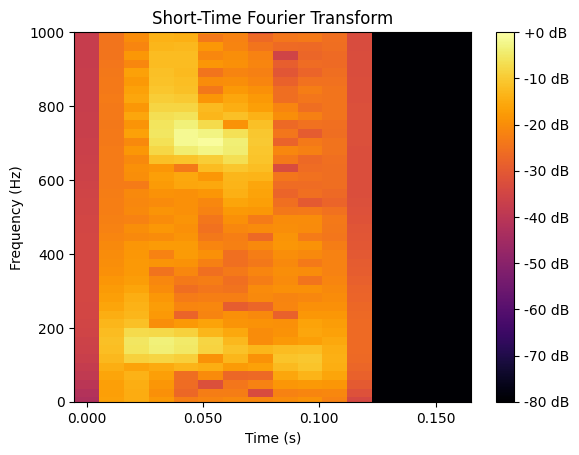 Short-Time Fourier Transform
1000
800
600
400
200
0
Frequency (Hz)
0.000
0.050
0.100
0.150
Time (s)
+0 dB
-10 dB
-20 dB
-30 dB
-40 dB
-50 dB
-60 dB
-70 dB
-80 dB